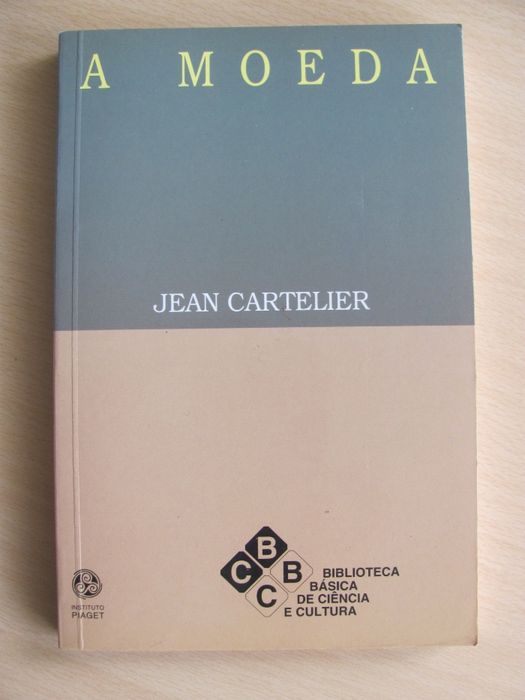 A MOEDA
JEAN CARTELIER
B
C B
C
BIBLIOTECA
BÁSICA
DE CIÊNCIA
E CULTURA
INSTITUTO
PIAGET